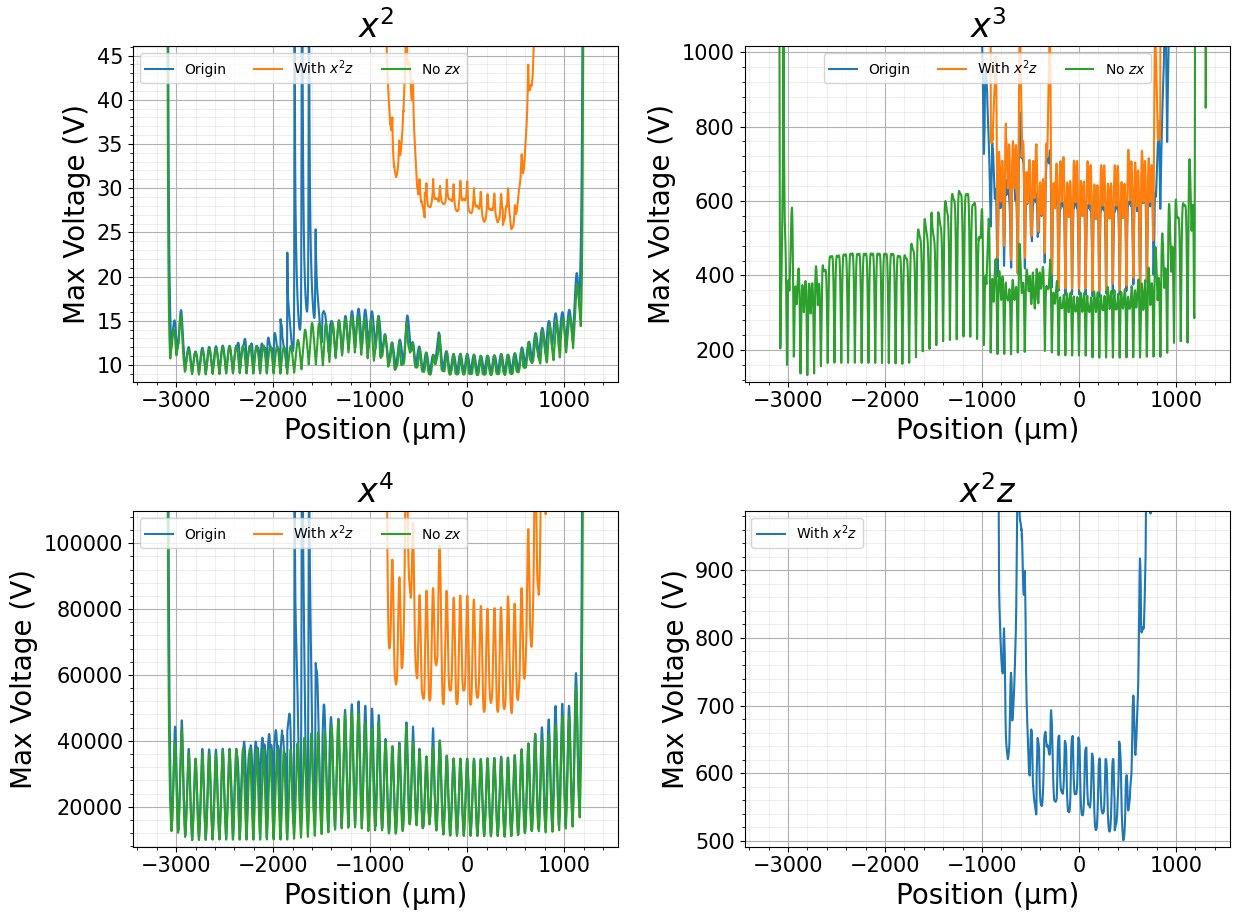 x²
Max Voltage (V)
45
40
35
30
25
20
15
10
Origin
With x²z
No zx
−3000
−2000
−1000
0
1000
Position (μm)
x³
Max Voltage (V)
1000
800
600
400
200
Origin
With x²z
No zx
−3000
−2000
−1000
0
1000
Position (μm)
x⁴
Max Voltage (V)
100000
80000
60000
40000
20000
Origin
With x²z
No zx
−3000
−2000
−1000
0
1000
Position (μm)
x²z
Max Voltage (V)
900
800
700
600
500
With x²z
−3000
−2000
−1000
0
1000
Position (μm)